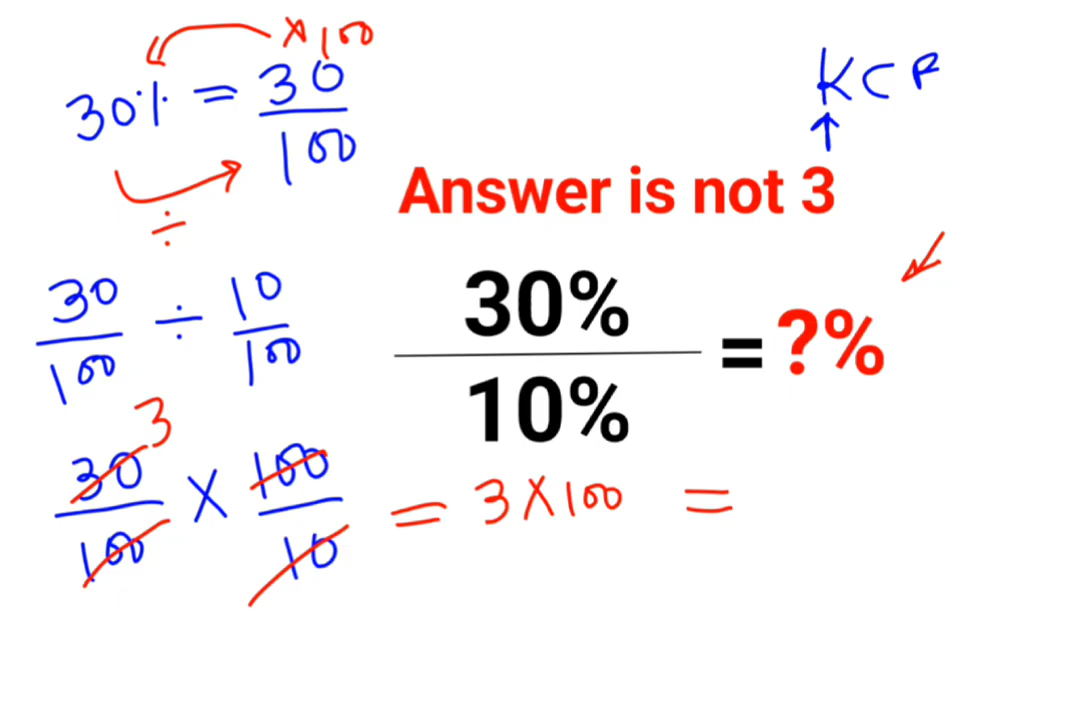 ×100
30% = 30/100
KCF
÷
Answer is not 3
30/100 ÷ 10/100
30%/10% = ?%
3
30/100 × 100/10 = 3×100 =